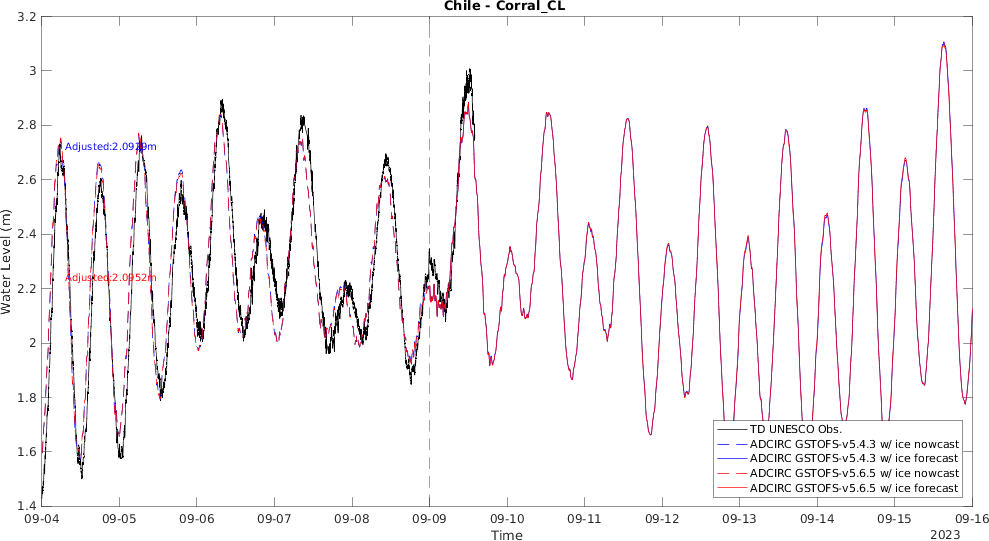 Chile - Corral_CL
3.2
3
2.8
2.6
2.4
2.2
2
1.8
1.6
1.4
Water Level (m)
Adjusted:2.0929m
Adjusted:2.0952m
TD UNESCO Obs.
ADCIRC GSTOFS-v5.4.3 w/ ice nowcast
ADCIRC GSTOFS-v5.4.3 w/ ice forecast
ADCIRC GSTOFS-v5.6.5 w/ ice nowcast
ADCIRC GSTOFS-v5.6.5 w/ ice forecast
09-04 09-05 09-06 09-07 09-08 09-09 09-10 09-11 09-12 09-13 09-14 09-15 09-16
Time
2023